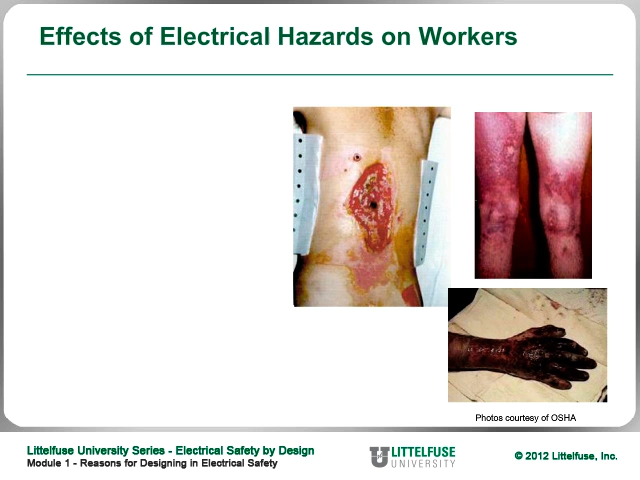 Effects of Electrical Hazards on Workers
Photos courtesy of OSHA
Littelfuse University Series - Electrical Safety by Design
Module 1 - Reasons for Designing in Electrical Safety
LITTELFUSE
UNIVERSITY
© 2012 Littelfuse, Inc.